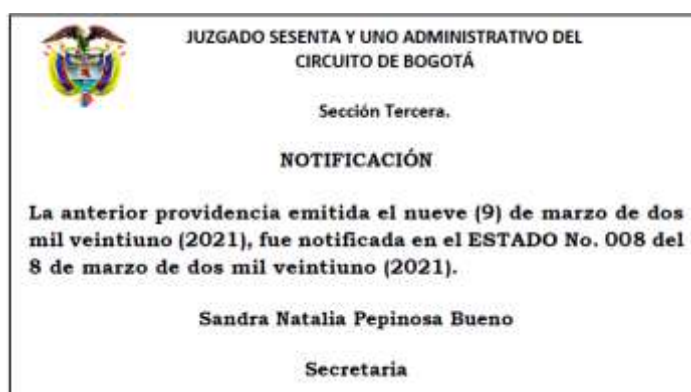 JUZGADO SESENTA Y UNO ADMINISTRATIVO DEL
CIRCUITO DE BOGOTÁ
Sección Tercera.
NOTIFICACIÓN
La anterior providencia emitida el nueve (9) de marzo de dos
mil veintiuno (2021), fue notificada en el ESTADO No. 008 del
8 de marzo de dos mil veintiuno (2021).
Sandra Natalia Pepinosa Bueno
Secretaria